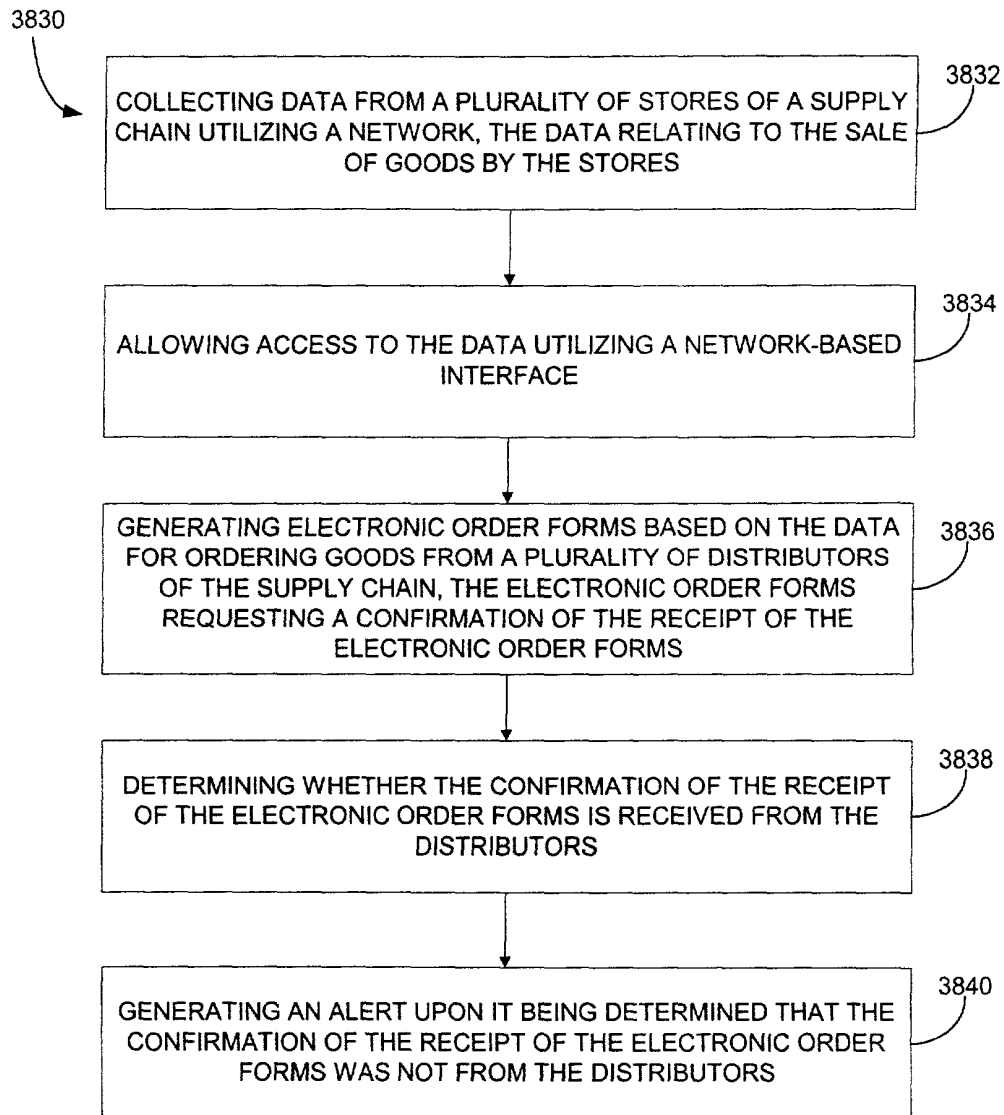 3830
3832
COLLECTING DATA FROM A PLURALITY OF STORES OF A SUPPLY
CHAIN UTILIZING A NETWORK, THE DATA RELATING TO THE SALE
OF GOODS BY THE STORES
3834
ALLOWING ACCESS TO THE DATA UTILIZING A NETWORK-BASED
INTERFACE
3836
GENERATING ELECTRONIC ORDER FORMS BASED ON THE DATA
FOR ORDERING GOODS FROM A PLURALITY OF DISTRIBUTORS
OF THE SUPPLY CHAIN, THE ELECTRONIC ORDER FORMS
REQUESTING A CONFIRMATION OF THE RECEIPT OF THE
ELECTRONIC ORDER FORMS
3838
DETERMINING WHETHER THE CONFIRMATION OF THE RECEIPT
OF THE ELECTRONIC ORDER FORMS IS RECEIVED FROM THE
DISTRIBUTORS
3840
GENERATING AN ALERT UPON IT BEING DETERMINED THAT THE
CONFIRMATION OF THE RECEIPT OF THE ELECTRONIC ORDER
FORMS WAS NOT FROM THE DISTRIBUTORS